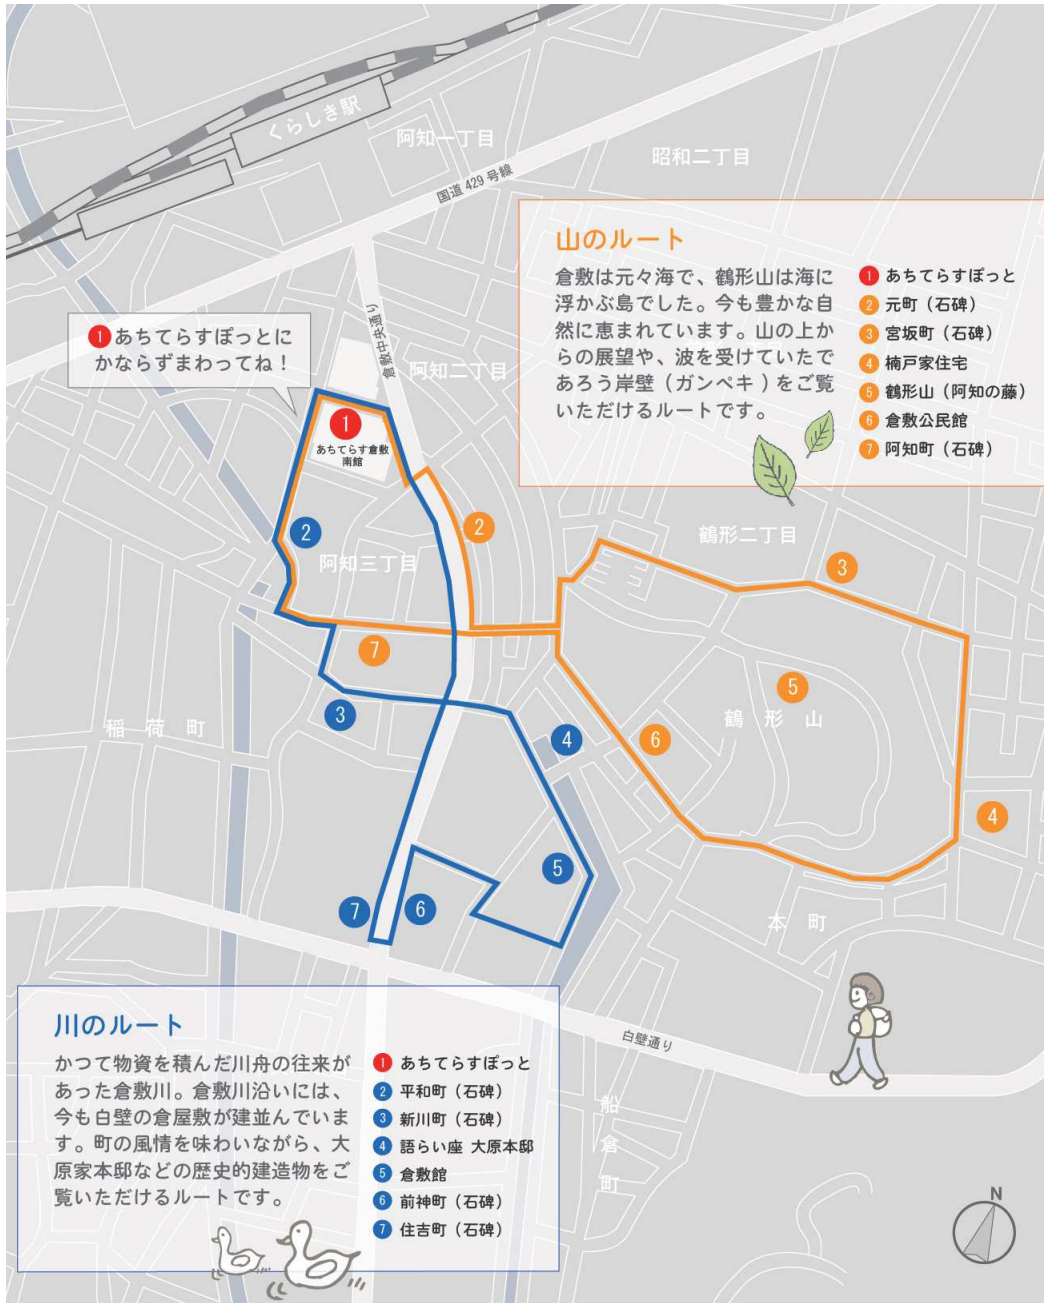 くらしき駅
阿知一丁目
昭和二丁目
国道 429 号線
倉敷中央通り
山のルート
倉敷は元々海で、鶴形山は海に
浮かぶ島でした。今も豊かな自
然に恵まれています。山の上か
らの展望や、波を受けていたで
あろう岸壁（ガンペキ）をご覧
いただけるルートです。
1 あちてらすぽっと
2 元町（石碑）
3 宮坂町（石碑）
4 楠戸家住宅
5 鶴形山（阿知の藤）
6 倉敷公民館
7 阿知町（石碑）
1 あちてらすぽっとに
かならずまわってね！
阿知二丁目
1
あちてらす倉敷
南館
2
2
鶴形二丁目
阿知三丁目
3
7
5
稲荷町
3
4
6
鶴形山
4
5
7
6
本町
白壁通り
船倉町
川のルート
かつて物資を積んだ川舟の往来が
あった倉敷川。倉敷川沿いには、
今も白壁の倉屋敷が建並んでいま
す。町の風情を味わいながら、大
原家本邸などの歴史的建造物をご
覧いただけるルートです。
1 あちてらすぽっと
2 平和町（石碑）
3 新川町（石碑）
4 語らい座 大原本邸
5 倉敷館
6 前神町（石碑）
7 住吉町（石碑）
N